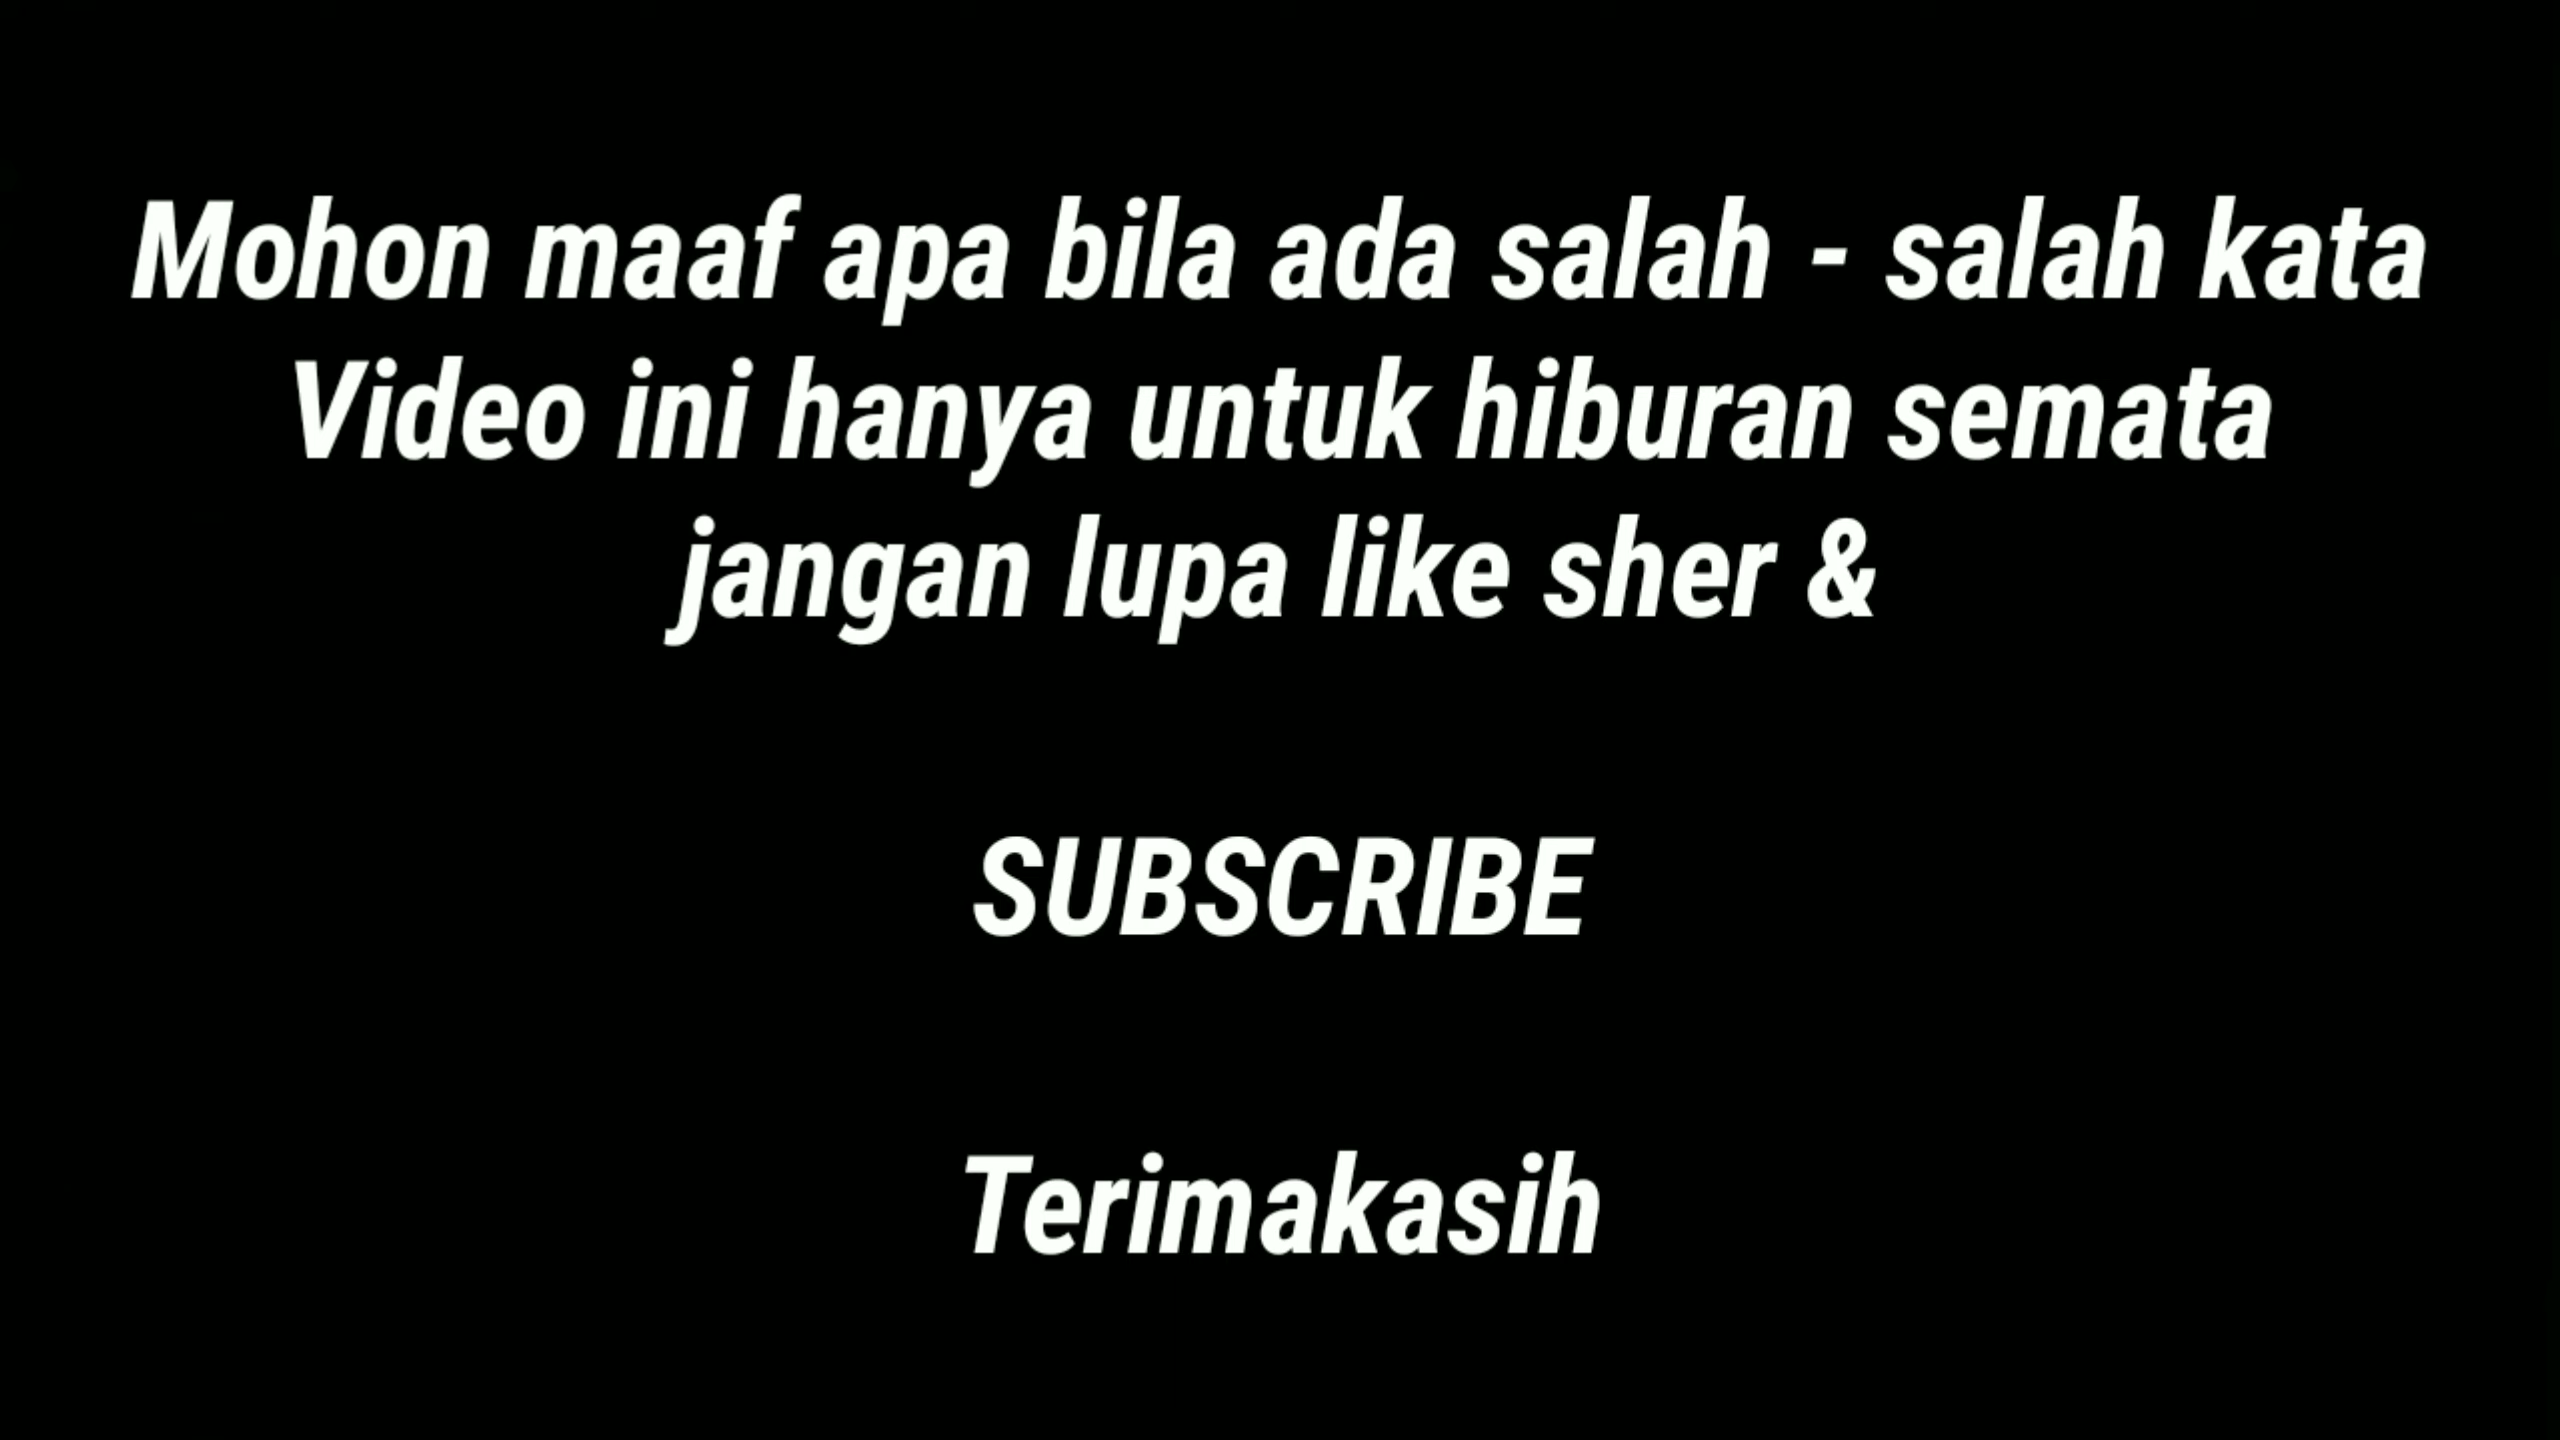 Mohon maaf apa bila ada salah - salah kata
Video ini hanya untuk hiburan semata
jangan lupa like sher &
SUBSCRIBE
Terimakasih